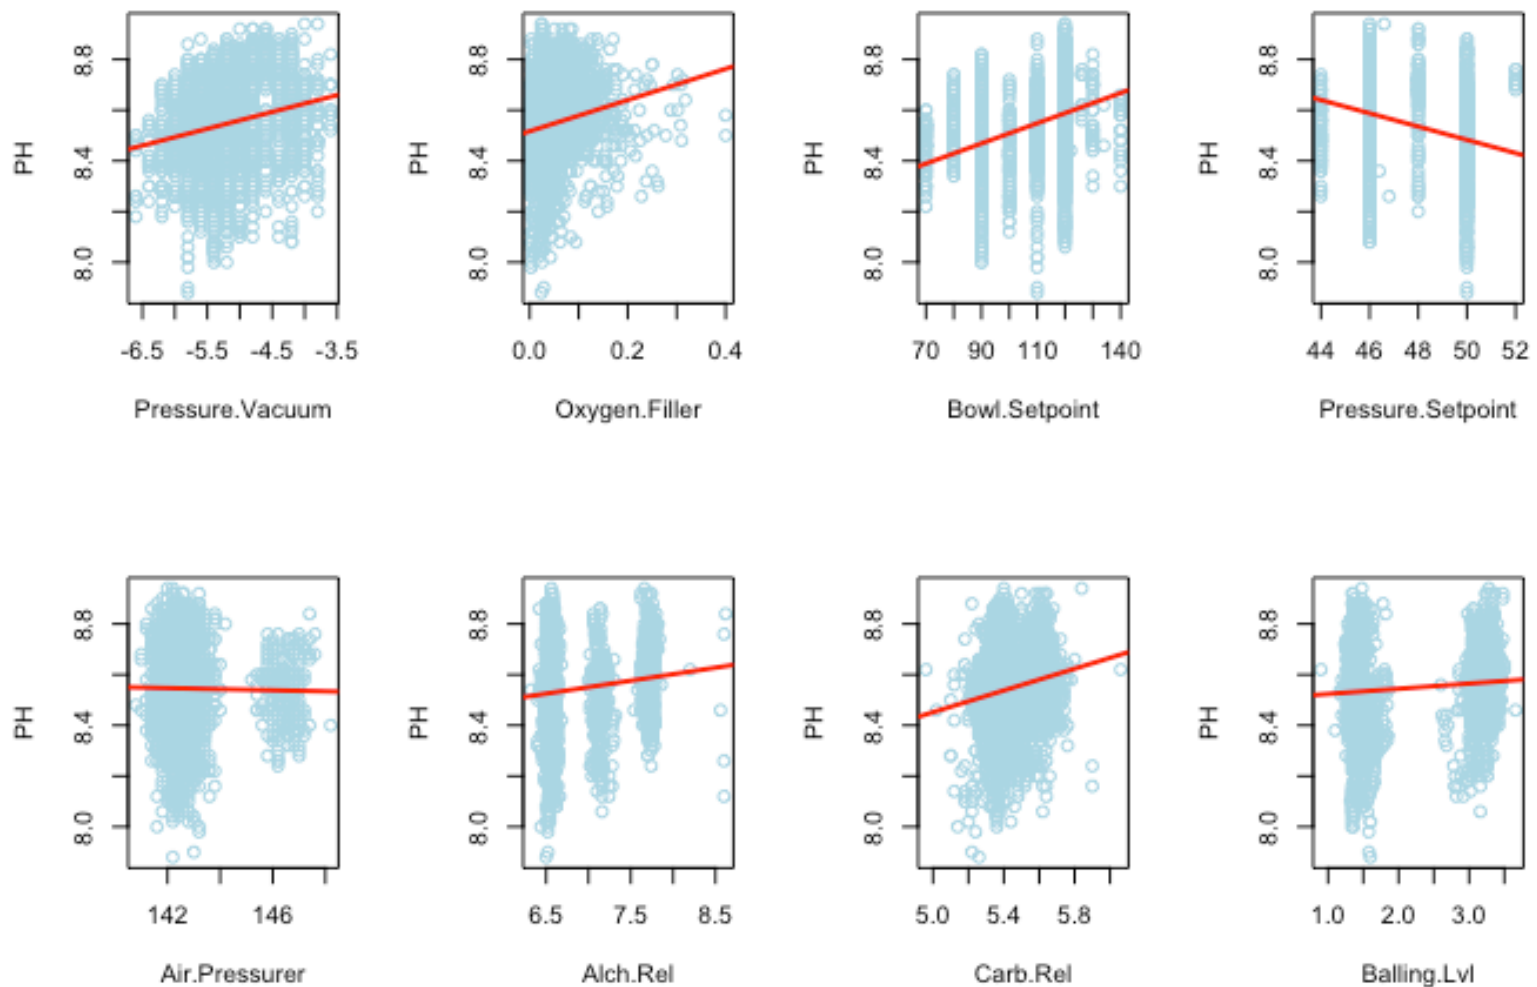 PH
8.8
8.4
8.0
-6.5 -5.5 -4.5 -3.5
Pressure.Vacuum
PH
8.8
8.4
8.0
0.0 0.2 0.4
Oxygen.Filler
PH
8.8
8.4
8.0
70 90 110 140
Bowl.Setpoint
PH
8.8
8.4
8.0
44 46 48 50 52
Pressure.Setpoint
PH
8.8
8.4
8.0
142 146
Air.Pressurer
PH
8.8
8.4
8.0
6.5 7.5 8.5
Alch.Rel
PH
8.8
8.4
8.0
5.0 5.4 5.8
Carb.Rel
PH
8.8
8.4
8.0
1.0 2.0 3.0
Balling.Lvl